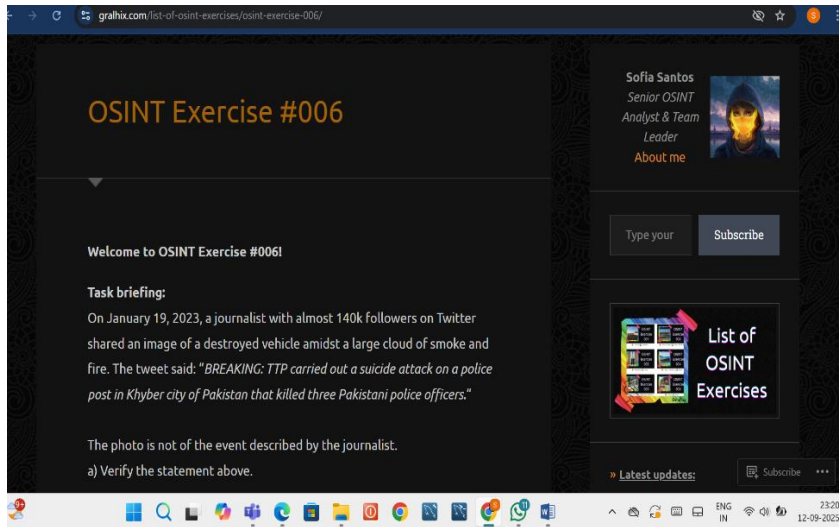 gralhix.com/list-of-osint-exercises/osint-exercise-006/
OSINT Exercise #006
Welcome to OSINT Exercise #006!
Task briefing:
On January 19, 2023, a journalist with almost 140k followers on Twitter
shared an image of a destroyed vehicle amidst a large cloud of smoke and
fire. The tweet said: "BREAKING: TTP carried out a suicide attack on a police
post in Khyber city of Pakistan that killed three Pakistani police officers."
The photo is not of the event described by the journalist.
a) Verify the statement above.
Sofia Santos
Senior OSINT
Analyst & Team
Leader
About me
Type your
Subscribe
List of
OSINT
Exercises
» Latest updates:
Subscribe
ENG
IN
23:20
12-09-2025